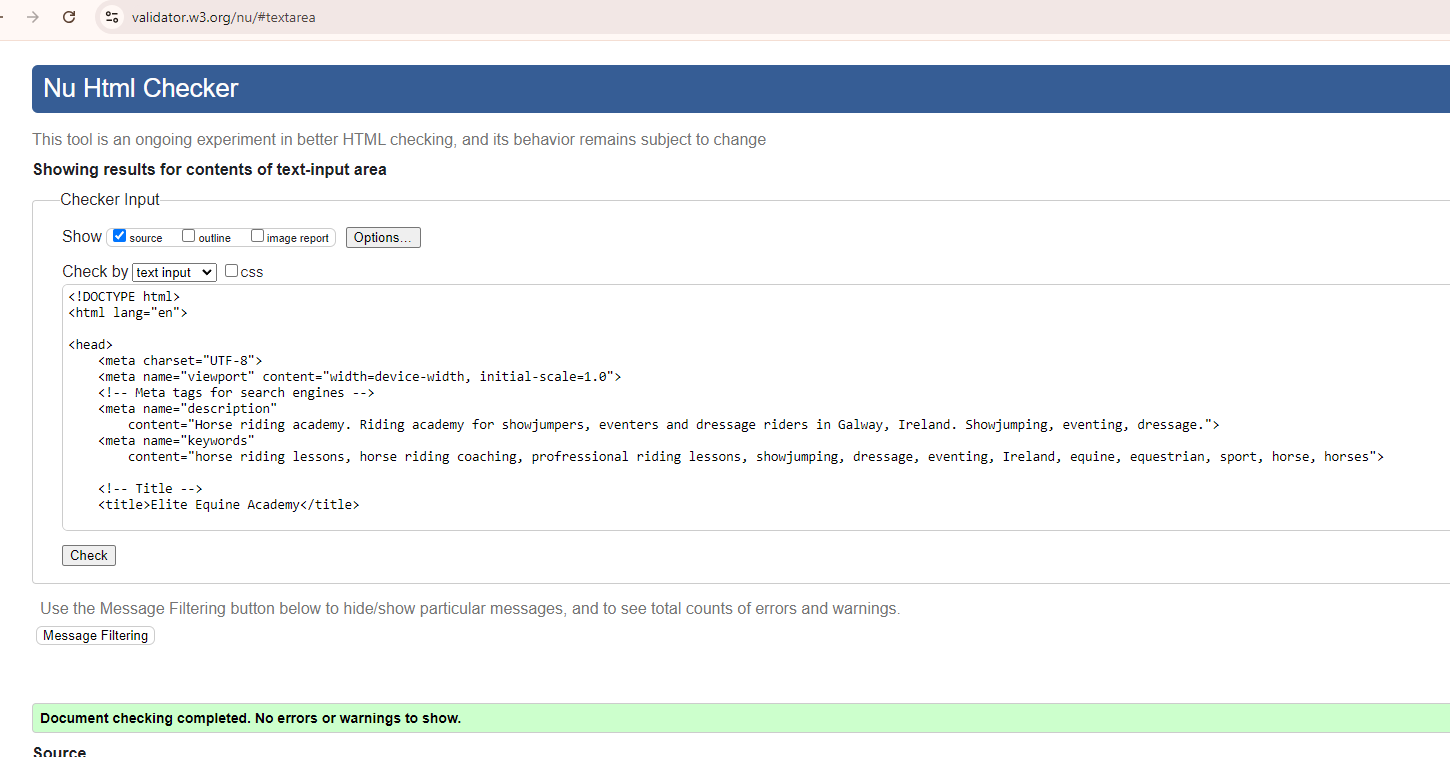 validator.w3.org/nu/#textarea
Nu Html Checker
This tool is an ongoing experiment in better HTML checking, and its behavior remains subject to change
Showing results for contents of text-input area
Checker Input
Show source outline image report Options...
Check by text input css
<!DOCTYPE html>
<html lang="en">
<head>
<meta charset="UTF-8">
<meta name="viewport" content="width=device-width, initial-scale=1.0">
<!-- Meta tags for search engines -->
<meta name="description"
content="Horse riding academy. Riding academy for showjumpers, eventers and dressage riders in Galway, Ireland. Showjumping, eventing, dressage.">
<meta name="keywords"
content="horse riding lessons, horse riding coaching, profressional riding lessons, showjumping, dressage, eventing, Ireland, equine, equestrian, sport, horse, horses">
<!-- Title -->
<title>Elite Equine Academy</title>
Check
Use the Message Filtering button below to hide/show particular messages, and to see total counts of errors and warnings.
Message Filtering
Document checking completed. No errors or warnings to show.
Source